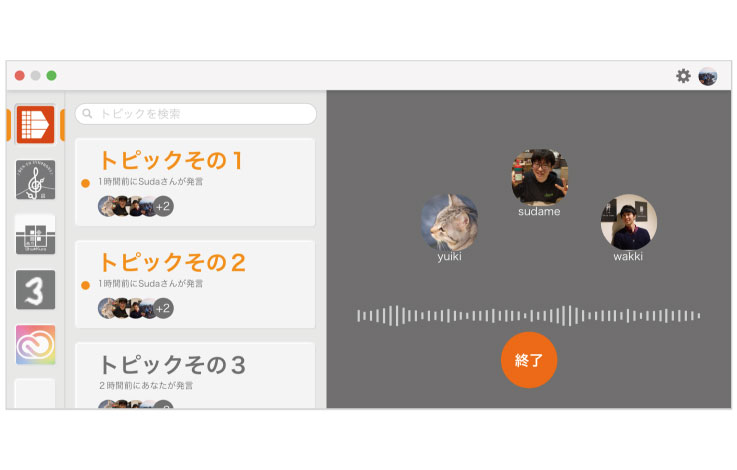 トピックを検索
トピックその１
1時間前にSudaさんが発言
+2
トピックその２
1時間前にSudaさんが発言
+2
トピックその３
２時間前にあなたが発言
3
sudame
yuiki
wakki
終了